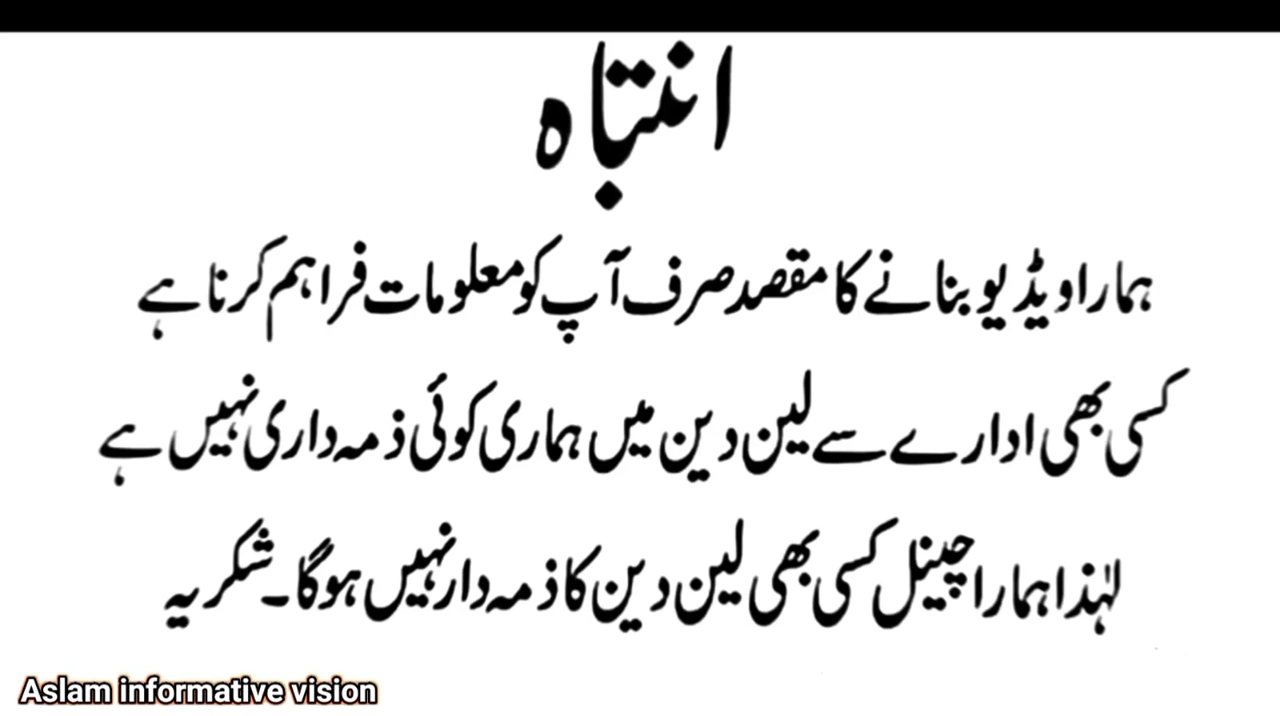 انتباہ
ہمارا ویڈیو بنانے کا مقصد صرف آپ کو معلومات فراہم کرنا ہے
کسی بھی ادارے سے لین دین میں ہماری کوئی ذمہ داری نہیں ہے
لہٰذا ہمارا چینل کسی بھی لین دین کا ذمہ دار نہیں ہوگا۔ شکریہ
Aslam informative vision